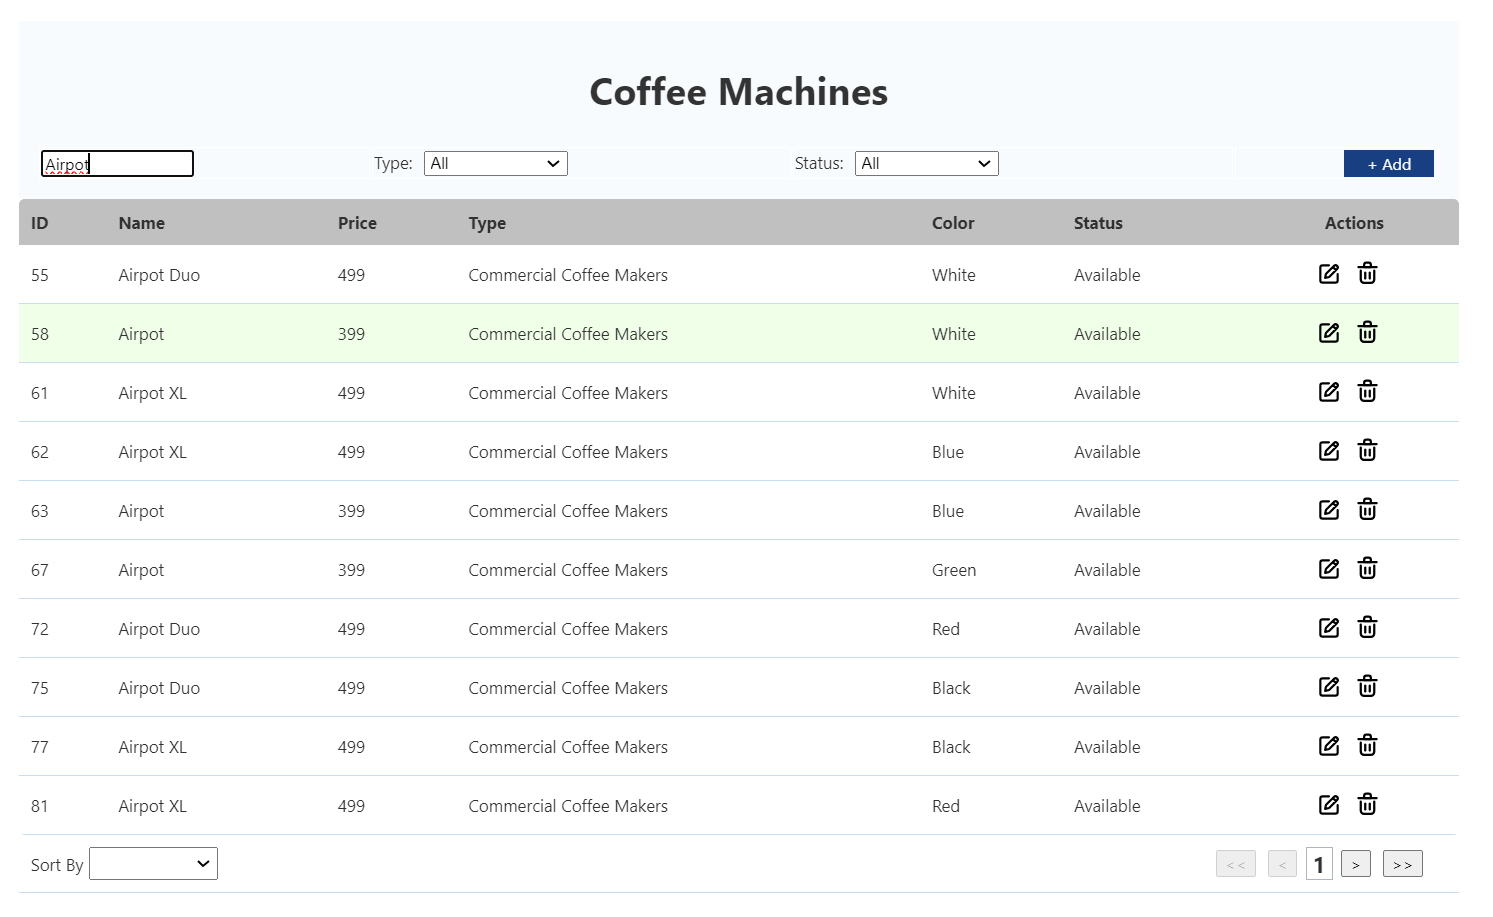 Coffee Machines
Airpot Type: All Status: All + Add
ID Name Price Type Color Status Actions
55 Airpot Duo 499 Commercial Coffee Makers White Available
58 Airpot 399 Commercial Coffee Makers White Available
61 Airpot XL 499 Commercial Coffee Makers White Available
62 Airpot XL 499 Commercial Coffee Makers Blue Available
63 Airpot 399 Commercial Coffee Makers Blue Available
67 Airpot 399 Commercial Coffee Makers Green Available
72 Airpot Duo 499 Commercial Coffee Makers Red Available
75 Airpot Duo 499 Commercial Coffee Makers Black Available
77 Airpot XL 499 Commercial Coffee Makers Black Available
81 Airpot XL 499 Commercial Coffee Makers Red Available
Sort By << < 1 > >>